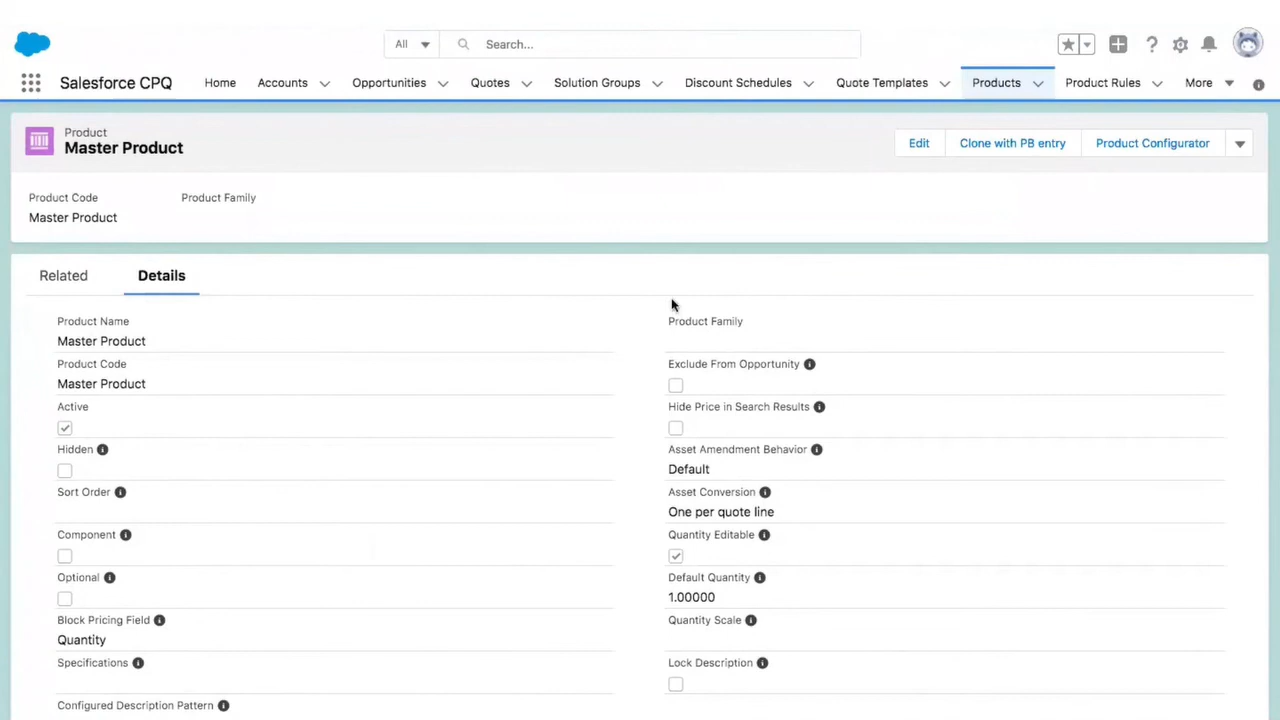 All
Search...
Salesforce CPQ
Home
Accounts
Opportunities
Quotes
Solution Groups
Discount Schedules
Quote Templates
Products
Product Rules
More
Product
Master Product
Edit
Clone with PB entry
Product Configurator
Product Code
Product Family
Master Product
Related
Details
Product Name
Master Product
Product Family
Product Code
Master Product
Exclude From Opportunity
Active
Hide Price in Search Results
Hidden
Asset Amendment Behavior
Default
Sort Order
Asset Conversion
One per quote line
Component
Quantity Editable
Optional
Default Quantity
1.00000
Block Pricing Field
Quantity
Quantity Scale
Specifications
Lock Description
Configured Description Pattern